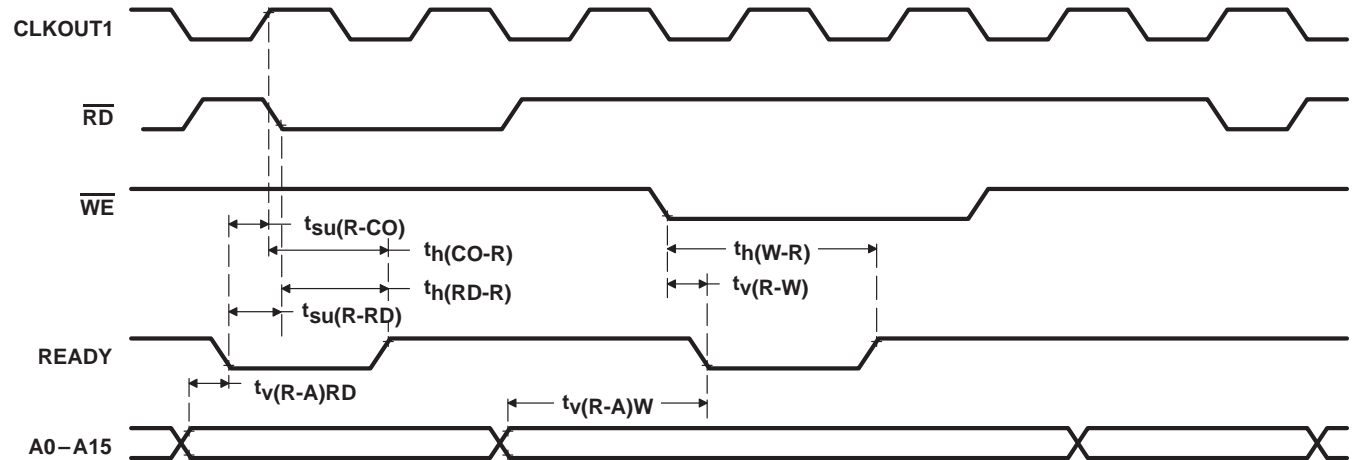 CLKOUT1
RD
WE
tsu(R-CO)
th(CO-R)
th(W-R)
tv(R-W)
th(RD-R)
tsu(R-RD)
READY
tv(R-A)RD
tv(R-A)W
A0–A15